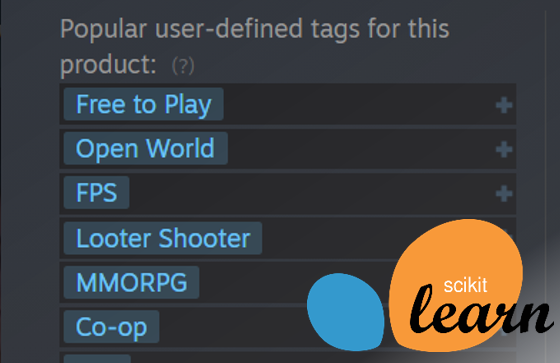 Popular user-defined tags for this
product: (?)
Free to Play
Open World
FPS
Looter Shooter
MMORPG
Co-op
scikit
learn